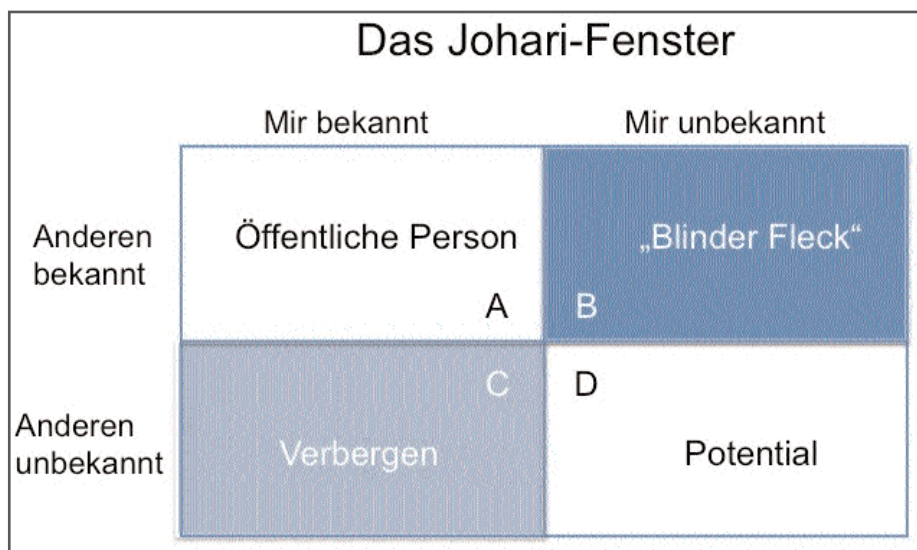 Das Johari-Fenster
Mir bekannt
Mir unbekannt
Anderen
bekannt
Öffentliche Person
A
„Blinder Fleck“
B
Anderen
unbekannt
C
Verbergen
D
Potential